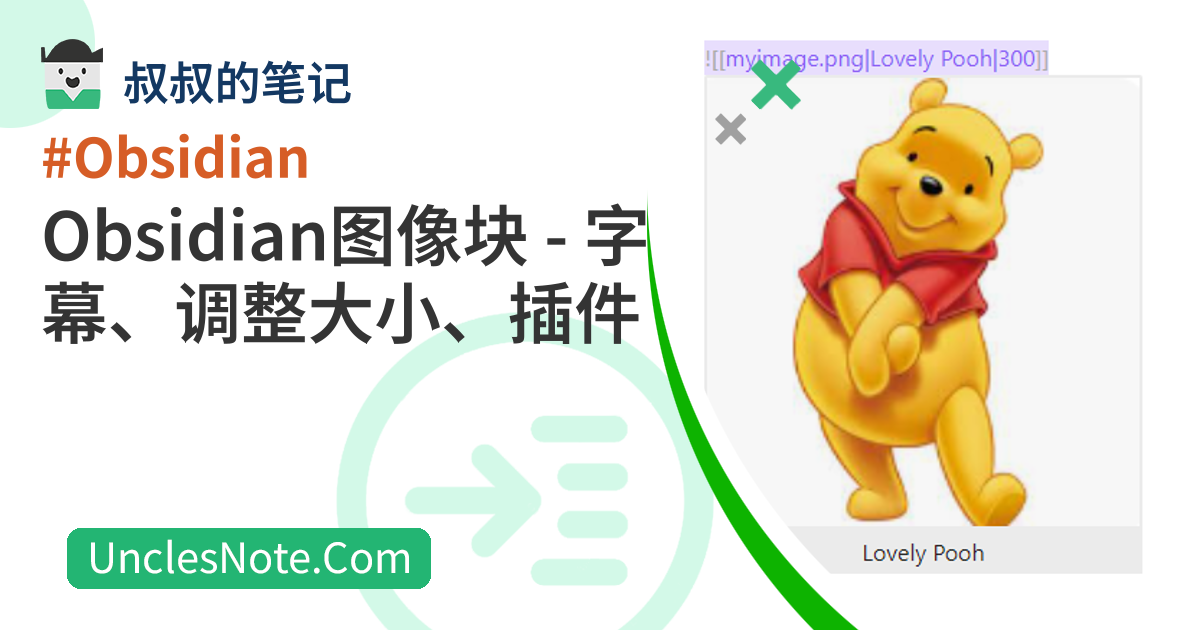 叔叔的笔记
#Obsidian
Obsidian图像块 - 字
幕、调整大小、插件
UnclesNote.Com
![[myimage.png|Lovely Pooh|300]]
Lovely Pooh